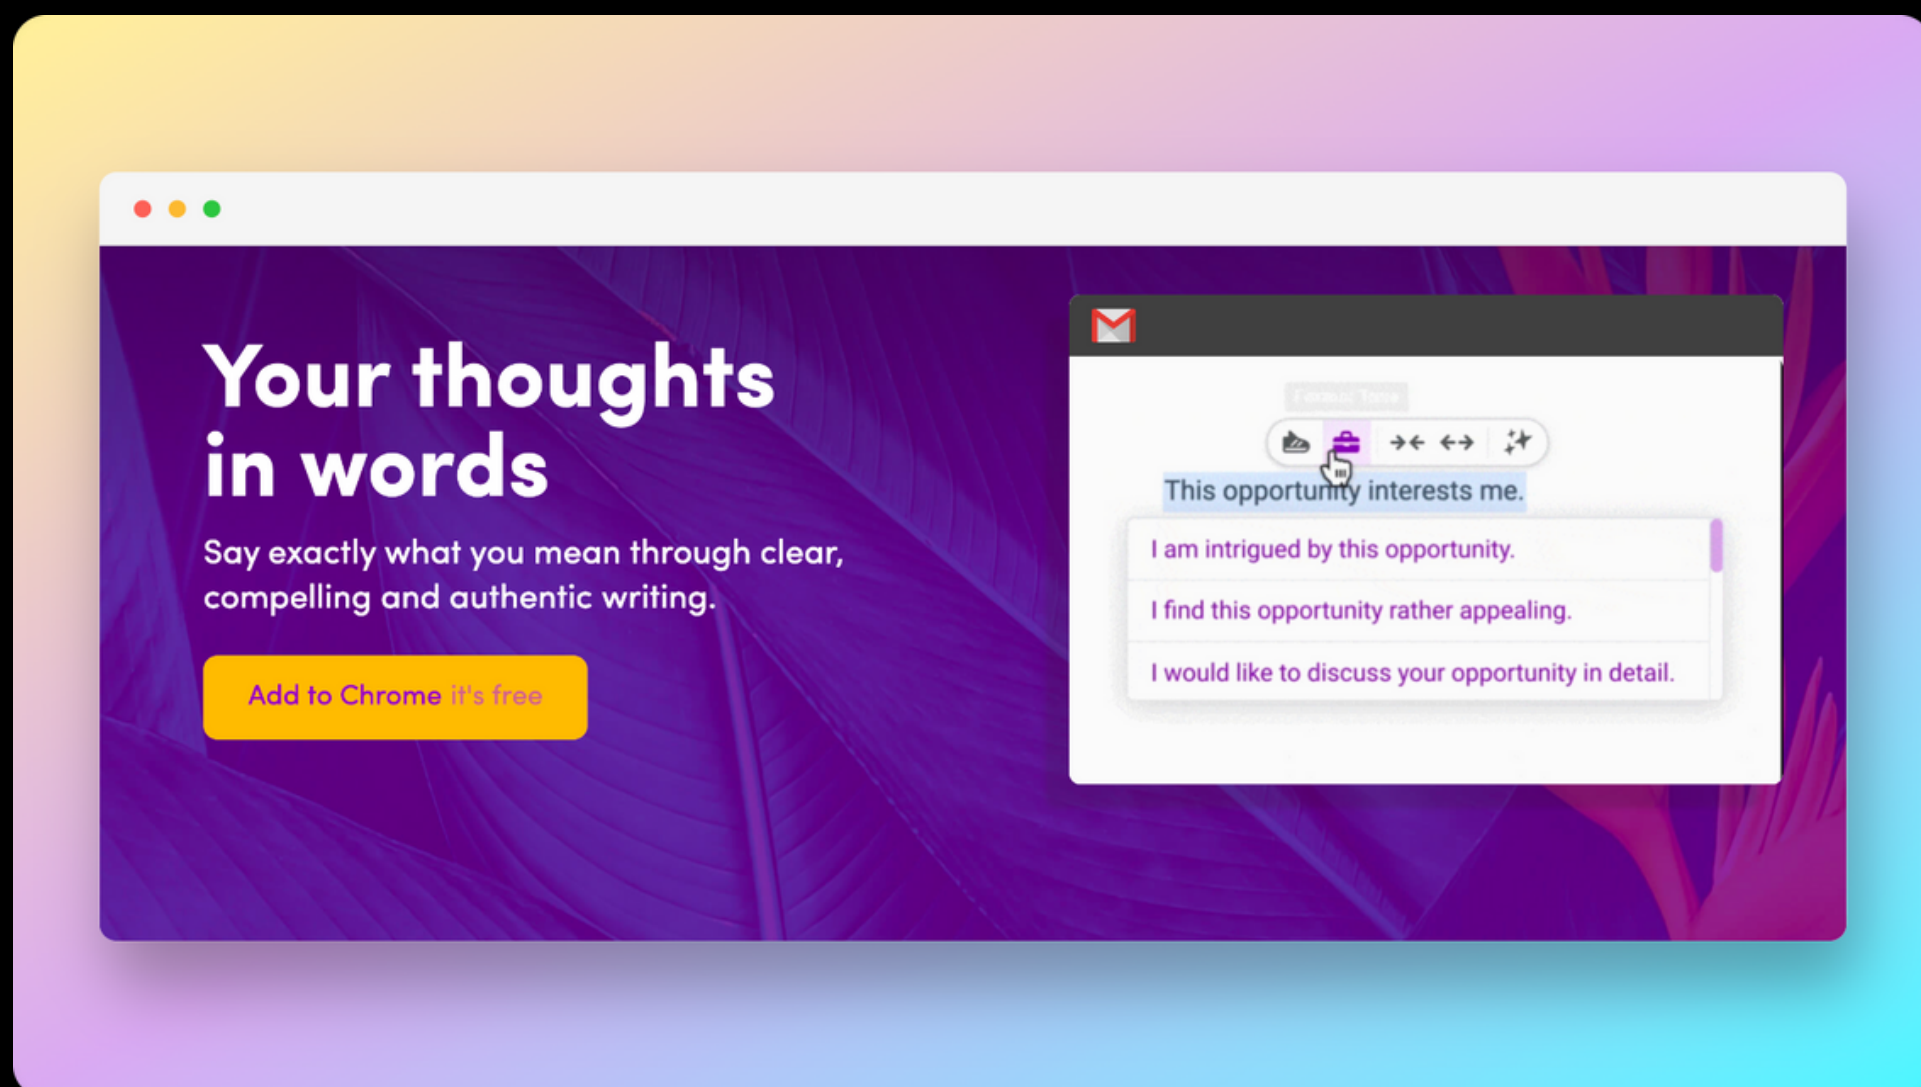 Your thoughts
in words
Say exactly what you mean through clear,
compelling and authentic writing.
Add to Chrome it's free
This opportunity interests me.
I am intrigued by this opportunity.
I find this opportunity rather appealing.
I would like to discuss your opportunity in detail.